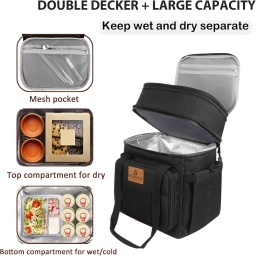 DOUBLE DECKER + LARGE CAPACITY
Keep wet and dry separate
Mesh pocket
Top compartment for dry
Bottom compartment for wet/cold